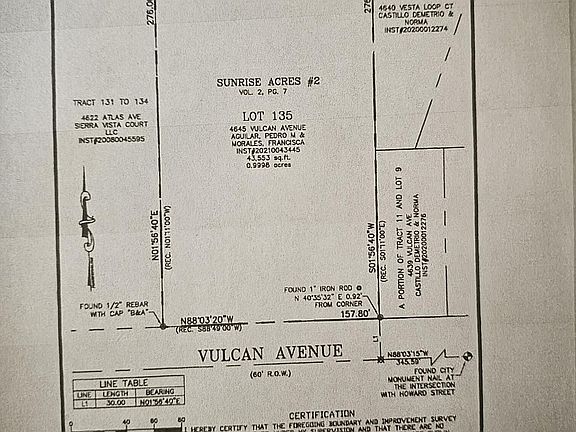 276.0
276
4640 VESTA LOOP CT
CASTILLO DEMETRIO &
NORMA
INST#20200012274
SUNRISE ACRES #2
VOL. 2, PG. 7
TRACT 131 TO 134
4622 ATLAS AVE
SIERRA VISTA COURT
LLC
INST#20080045595
LOT 135
4645 VULCAN AVENUE
AGUILAR, PEDRO M &
MORALES, FRANCISCA
INST#20210043445
43,553 sq.ft.
0.9998 acres
N01°56'40"E
(REC. N01°11'00"W)
S01°56'40"W
(REC. S01°11'00"E)
A PORTION OF TRACT 11 AND LOT 9
4639 VULCAN AVE
CASTILLO DEMETRIO & NORMA
INST#20200012276
FOUND 1/2" REBAR
WITH CAP "B&A"
FOUND 1" IRON ROD
N 40°35'32" E 0.92'
FROM CORNER
N88°03'20"W
157.80'
(REC. S88°49'00"W)
VULCAN AVENUE
(60' R.O.W.)
L1
N88°03'15"W
345.59'
FOUND CITY
MONUMENT NAIL AT
THE INTERSECTION
WITH HOWARD STREET
LINE TABLE
LINE LENGTH BEARING
L1 30.00 N01°56'40"E
0 20 40 60 80
CERTIFICATION
I HEREBY CERTIFY THAT THE FOREGOING BOUNDARY AND IMPROVEMENT SURVEY
MY SUPERVISION AND THAT THERE ARE NO